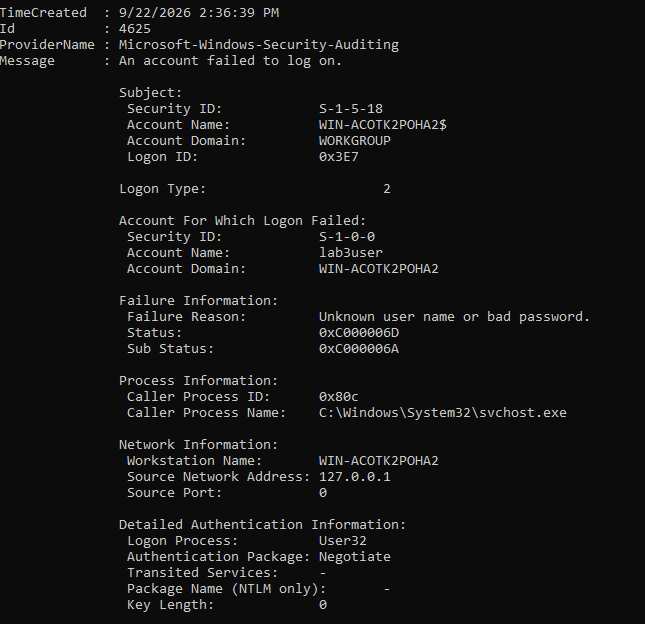 TimeCreated  : 9/22/2026 2:36:39 PM
Id           : 4625
ProviderName : Microsoft-Windows-Security-Auditing
Message      : An account failed to log on.
Subject:
Security ID: S-1-5-18
Account Name: WIN-ACOTK2POHA2$
Account Domain: WORKGROUP
Logon ID: 0x3E7
Logon Type: 2
Account For Which Logon Failed:
Security ID: S-1-0-0
Account Name: lab3user
Account Domain: WIN-ACOTK2POHA2
Failure Information:
Failure Reason: Unknown user name or bad password.
Status: 0xC000006D
Sub Status: 0xC000006A
Process Information:
Caller Process ID: 0x80c
Caller Process Name: C:\Windows\System32\svchost.exe
Network Information:
Workstation Name: WIN-ACOTK2POHA2
Source Network Address: 127.0.0.1
Source Port: 0
Detailed Authentication Information:
Logon Process: User32
Authentication Package: Negotiate
Transited Services: -
Package Name (NTLM only): -
Key Length: 0